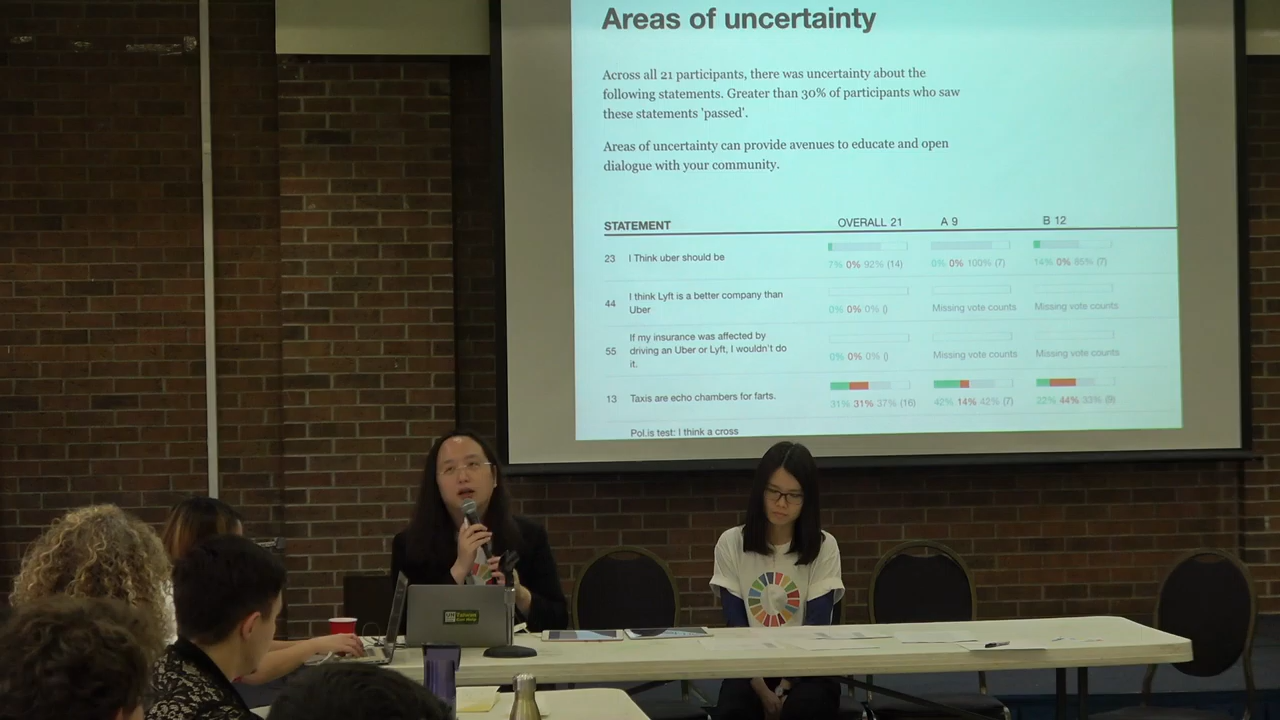 Areas of uncertainty
Across all 21 participants, there was uncertainty about the
following statements. Greater than 30% of participants who saw
these statements 'passed'.
Areas of uncertainty can provide avenues to educate and open
dialogue with your community.
STATEMENT OVERALL 21 A 9 B 12
23 I Think uber should be
7% 0% 92% (14) 0% 0% 100% (7) 14% 0% 85% (7)
44 I think Lyft is a better company than
Uber
0% 0% 0% () Missing vote counts Missing vote counts
55 If my insurance was affected by
driving an Uber or Lyft, I wouldn't do
it.
0% 0% 0% () Missing vote counts Missing vote counts
13 Taxis are echo chambers for farts.
31% 31% 37% (16) 42% 14% 42% (7) 22% 44% 33% (9)
Pol.is test: I think a cross